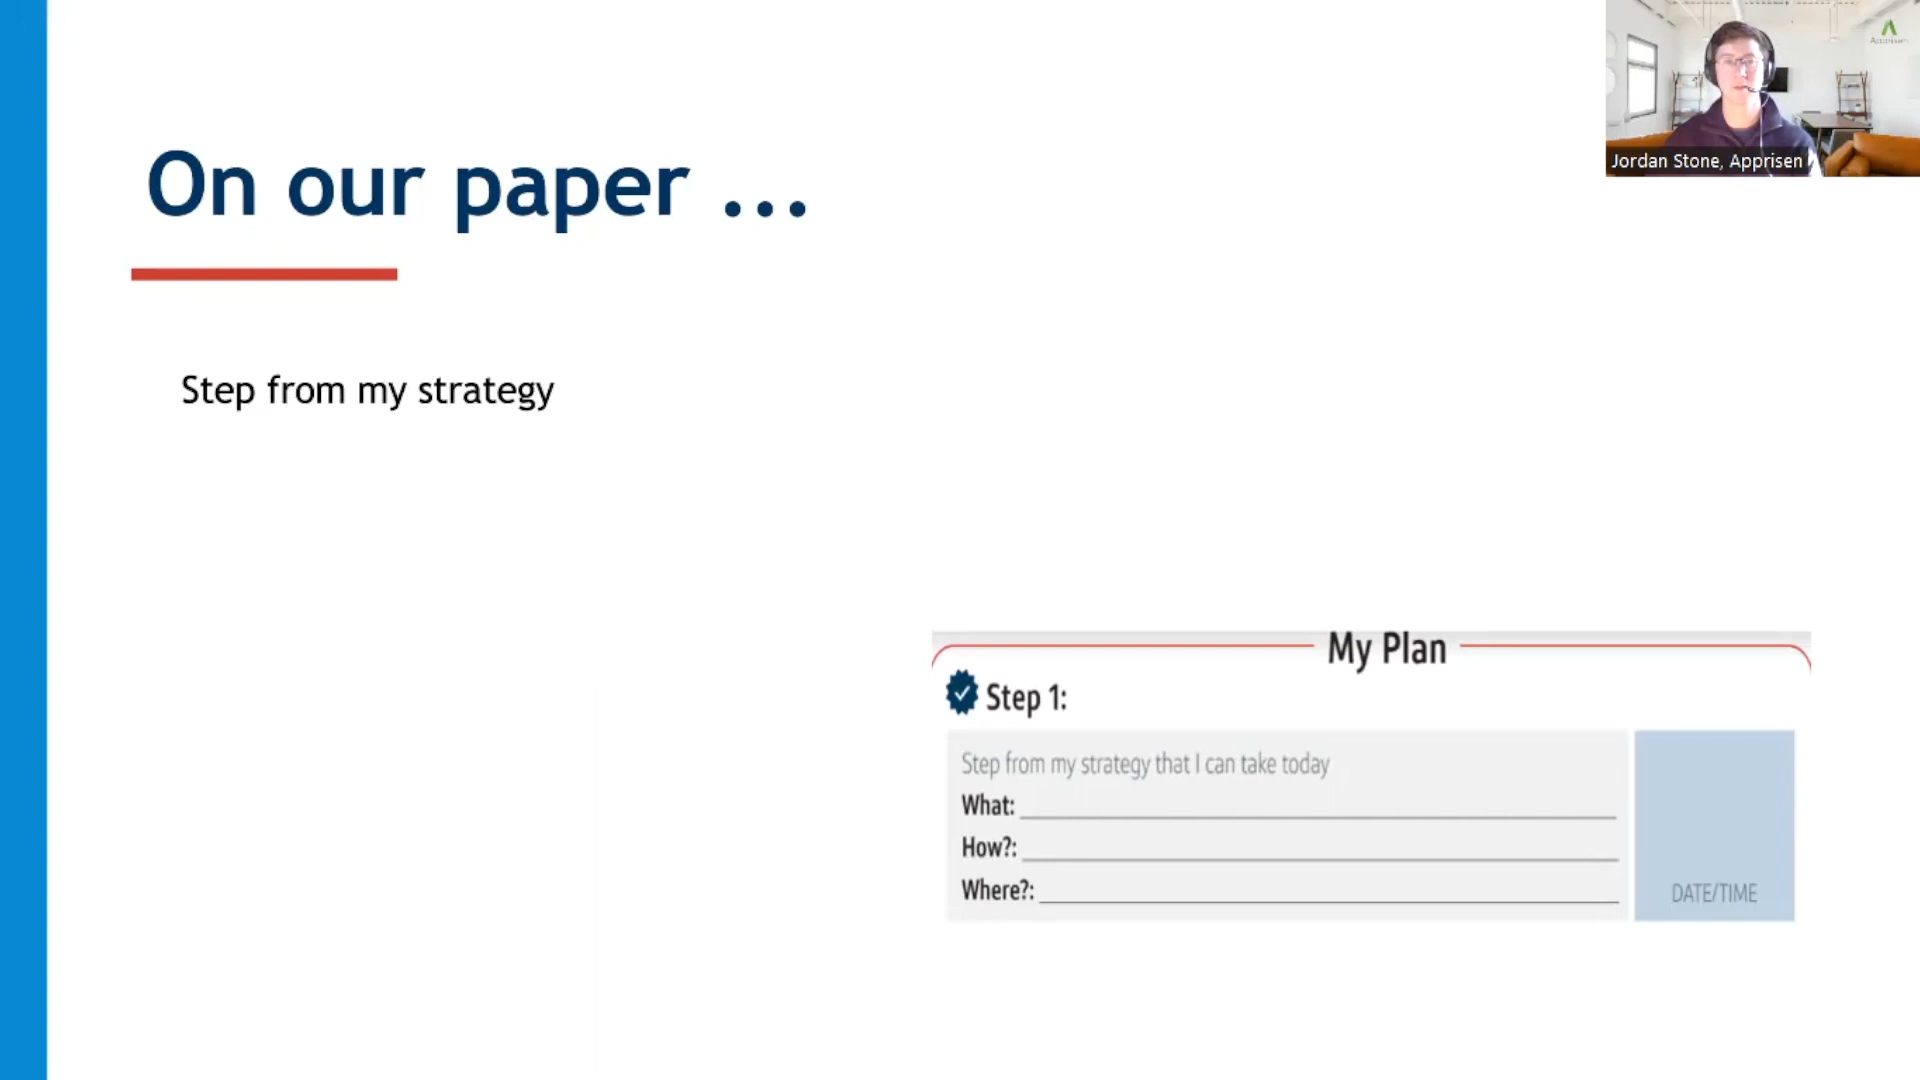 On our paper ...
Apprisen
Jordan Stone, Apprisen
Step from my strategy
My Plan
Step 1:
Step from my strategy that I can take today
What:
How?:
Where?:
DATE/TIME